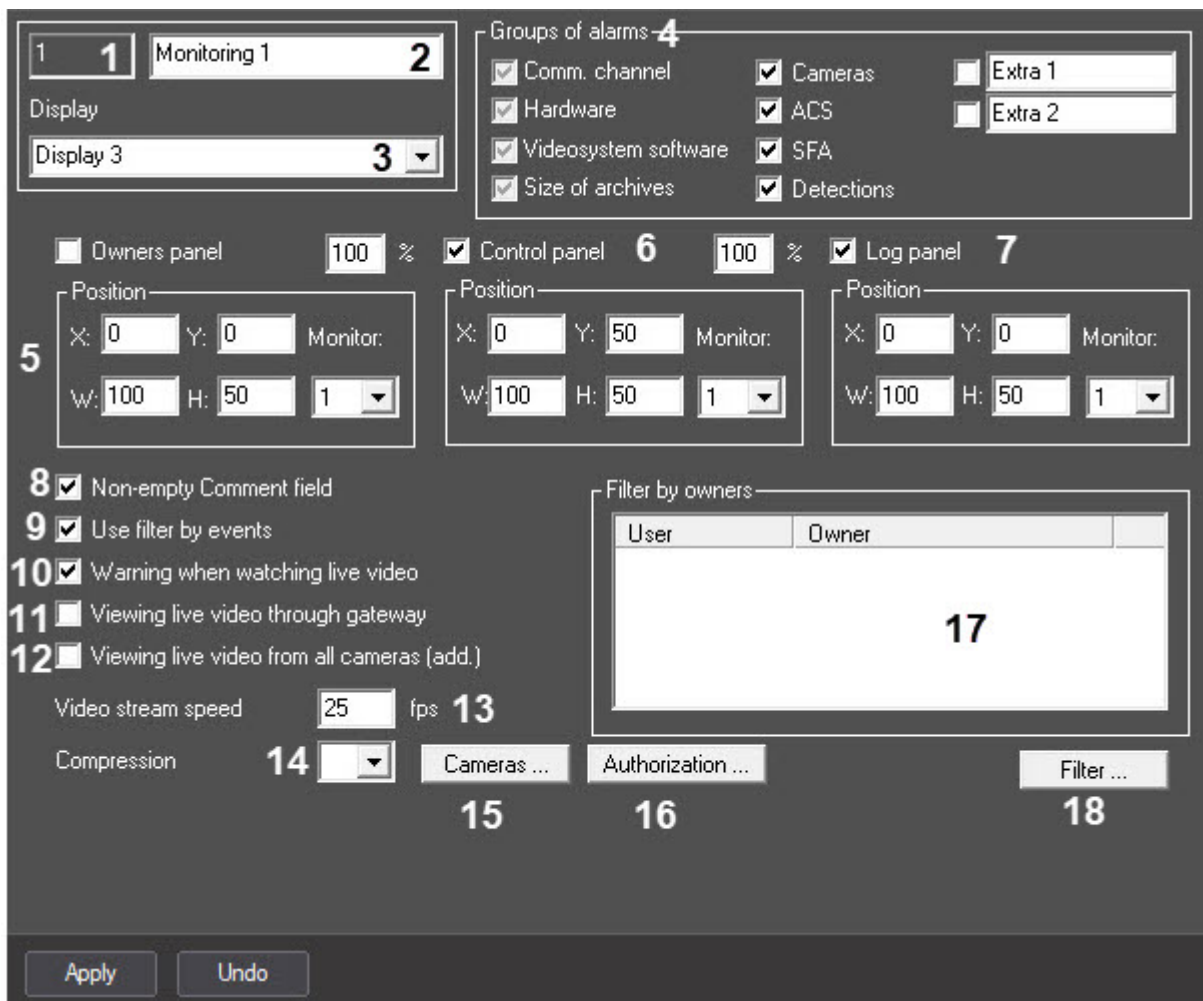 1 1 Monitoring 1 2
Display
Display 3 3
Groups of alarms 4
Comm. channel Cameras Extra 1
Hardware ACS Extra 2
Videosystem software SFA
Size of archives Detections
Owners panel 100 % Control panel 6 100 % Log panel 7
5
Position
X: 0 Y: 0 Monitor:
W: 100 H: 50 1
Position
X: 0 Y: 50 Monitor:
W: 100 H: 50 1
Position
X: 0 Y: 0 Monitor:
W: 100 H: 50 1
8 Non-empty Comment field
9 Use filter by events
10 Warning when watching live video
11 Viewing live video through gateway
12 Viewing live video from all cameras (add.)
Video stream speed 25 fps 13
Compression 14 Cameras ... Authorization ...
15 16
Filter by owners
User Owner
17
Filter ...
18
Apply Undo